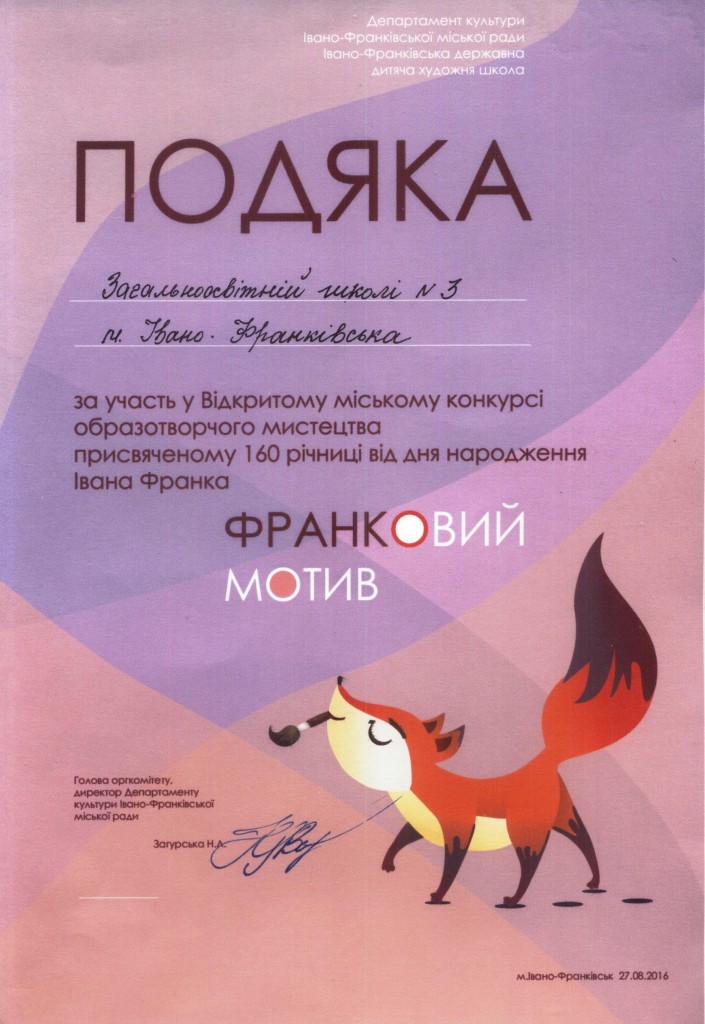 Департамент культури
Івано-Франківської міської ради
Івано-Франківська державна
дитяча художня школа
ПОДЯКА
Загальноосвітній школі № 3
м. Івано-Франківська
за участь у Відкритому міському конкурсі
образотворчого мистецтва
присвяченому 160 річниці від дня народження
Івана Франка
ФРАНКОВИЙ
МОТИВ
Голова оргкомітету,
директор Департаменту
культури Івано-Франківської
міської ради
Загурська Н.А.
м.Івано-Франківськ 27.08.2016